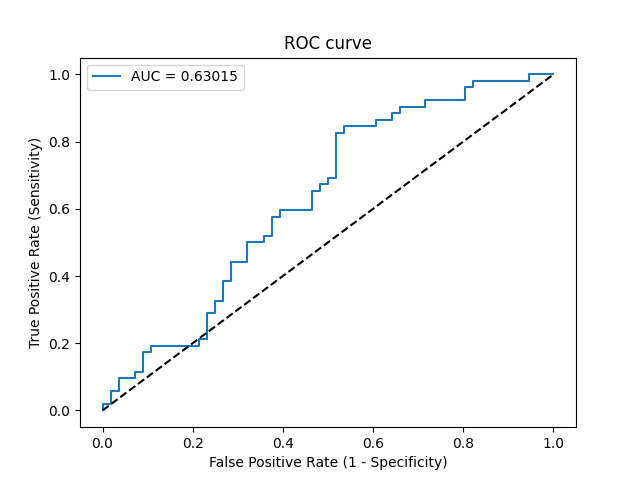 ROC curve
AUC = 0.63015
1.0
0.8
0.6
0.4
0.2
0.0
True Positive Rate (Sensitivity)
0.0 0.2 0.4 0.6 0.8 1.0
False Positive Rate (1 - Specificity)